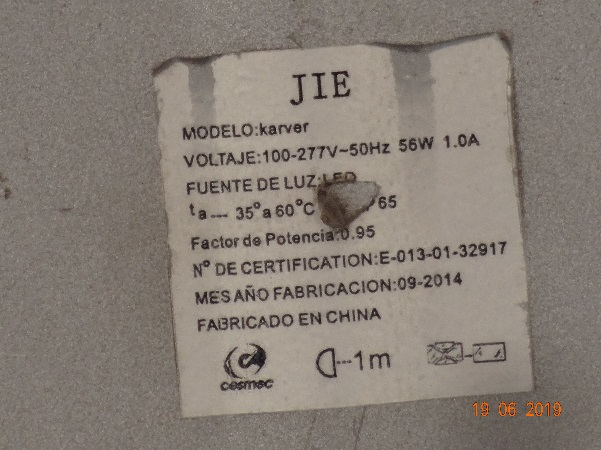 JIE
MODELO:karver
VOLTAJE:100-277V~50Hz 56W 1.0A
FUENTE DE LUZ:LED
ta--- 35°a 60°C 65
Factor de Potencia:0.95
N° DE CERTIFICATION:E-013-01-32917
MES AÑO FABRICACION:09-2014
FABRICADO EN CHINA
cesmec
---1m
19 06 2019